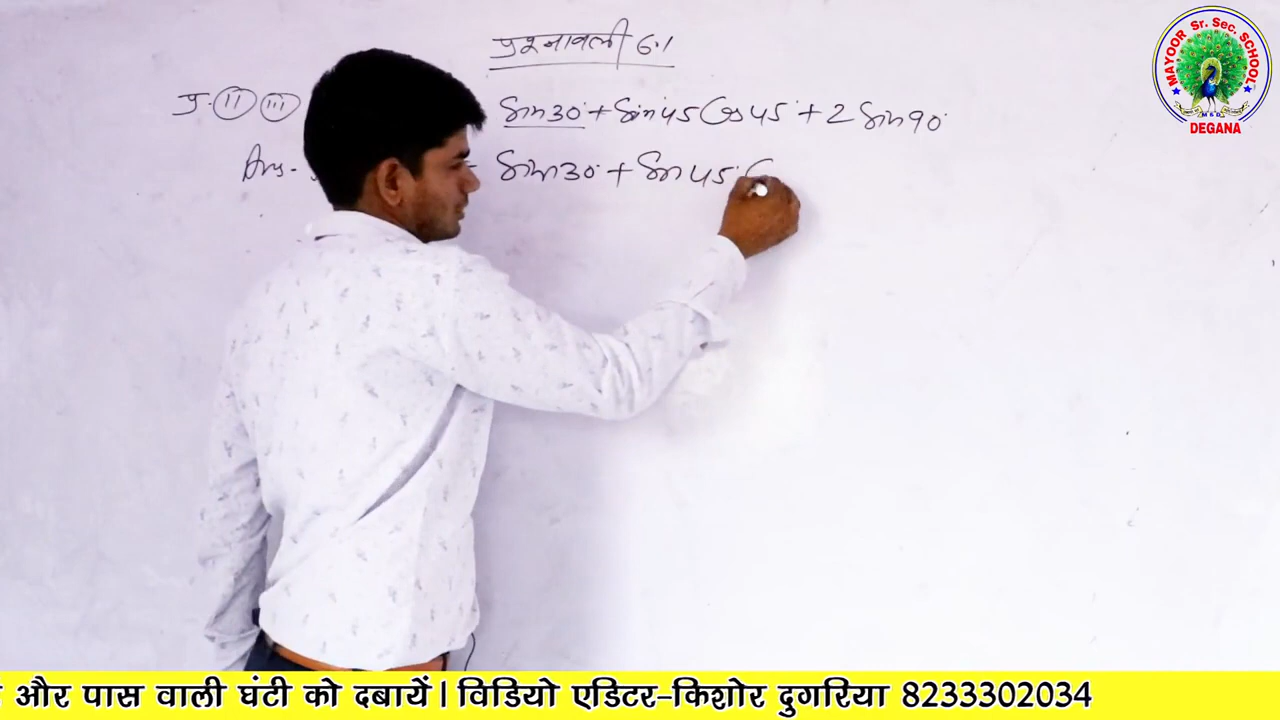 प्रश्नावली 6.1
प्र. 11 III Sin30° + Sin45 Cos45° + 2 Sin90°
Ans. Sin30° + Sin45°
MAYOOR Sr. Sec. SCHOOL
DEGANA
और पास वाली घंटी को दबायें। विडियो एडिटर-किशोर दुगरिया 8233302034